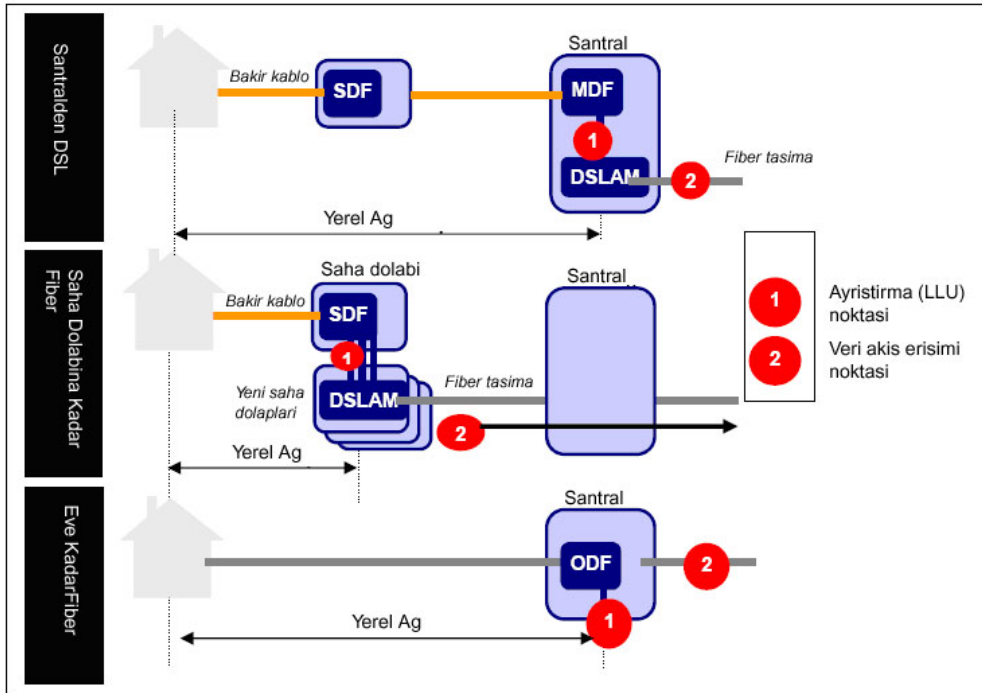 Santralden DSL
Santral
Bakir kablo
SDF
MDF
1
DSLAM
2
Fiber tasima
Yerel Ag
Saha Dolabina Kadar
Fiber
Saha dolabi
Santral
Bakir kablo
SDF
1
Yeni saha
dolaplari
DSLAM
Fiber tasima
2
Yerel Ag
1
Ayristirma (LLU)
noktasi
2
Veri akis erisimi
noktasi
Eve KadarFiber
Santral
ODF
2
1
Yerel Ag